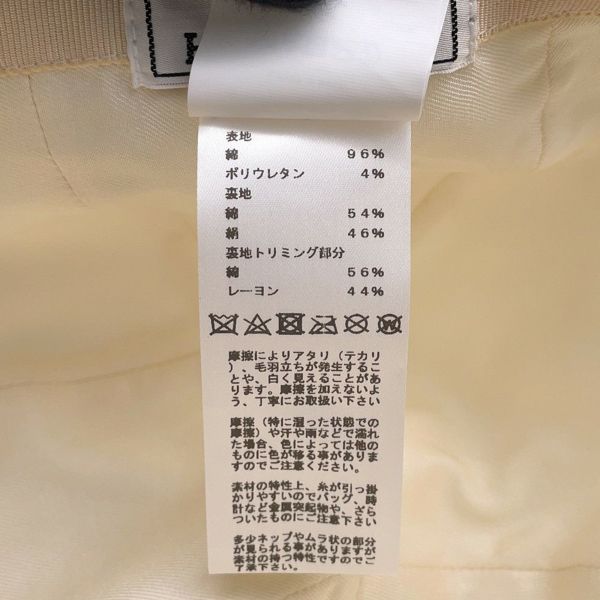 表地
綿 96%
ポリウレタン 4%
裏地
綿 54%
絹 46%
裏地トリミング部分
綿 56%
レーヨン 44%
摩擦によりアタリ(テカリ
)、毛羽立ちが発生するこ
とや、白く見えることがあ
ります。摩擦を加えないよ
う、丁寧にお取扱い下さい
摩擦(特に湿った状態での
摩擦)や汗や雨などで濡れ
た場合、色によっては他の
ものに色が移る事がありま
すのでご注意ください。
素材の特性上、糸が引っ掛
かりやすいのでバッグ、時
計など金属突起物や、ざら
ついたものにご注意下さい
多少ネップやムラ状の部分
が見られる事がありますが
素材の持つ特性ですのでご
了承下さい。